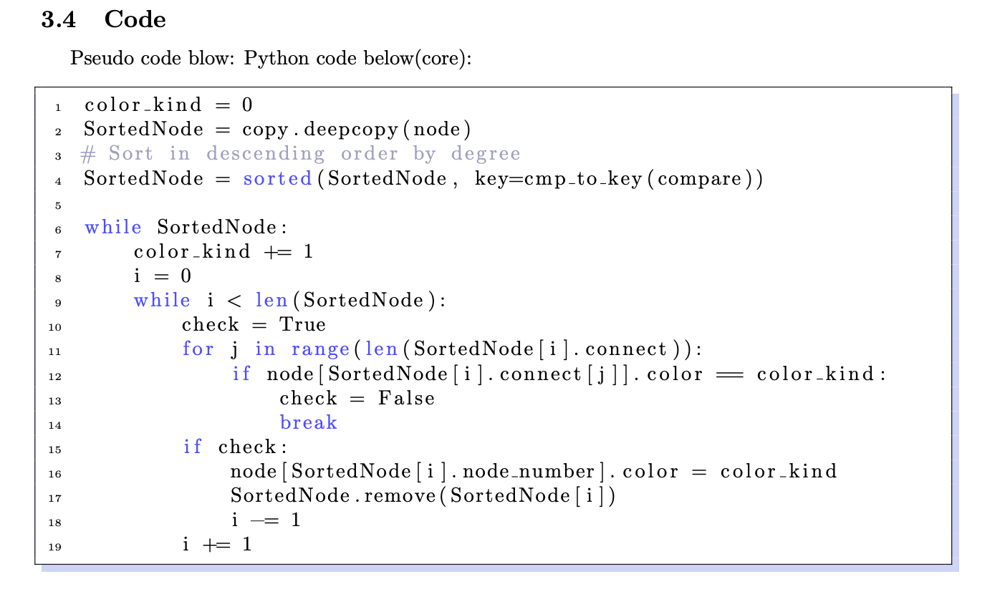 3.4 Code
Pseudo code blow: Python code below(core):
1 color_kind = 0
2 SortedNode = copy.deepcopy(node)
3 # Sort in descending order by degree
4 SortedNode = sorted(SortedNode, key=cmp_to_key(compare))
5
6 while SortedNode:
7     color_kind += 1
8     i = 0
9     while i < len(SortedNode):
10         check = True
11         for j in range(len(SortedNode[i].connect)):
12             if node[SortedNode[i].connect[j]].color == color_kind:
13                 check = False
14                 break
15         if check:
16             node[SortedNode[i].node_number].color = color_kind
17             SortedNode.remove(SortedNode[i])
18             i -= 1
19         i += 1